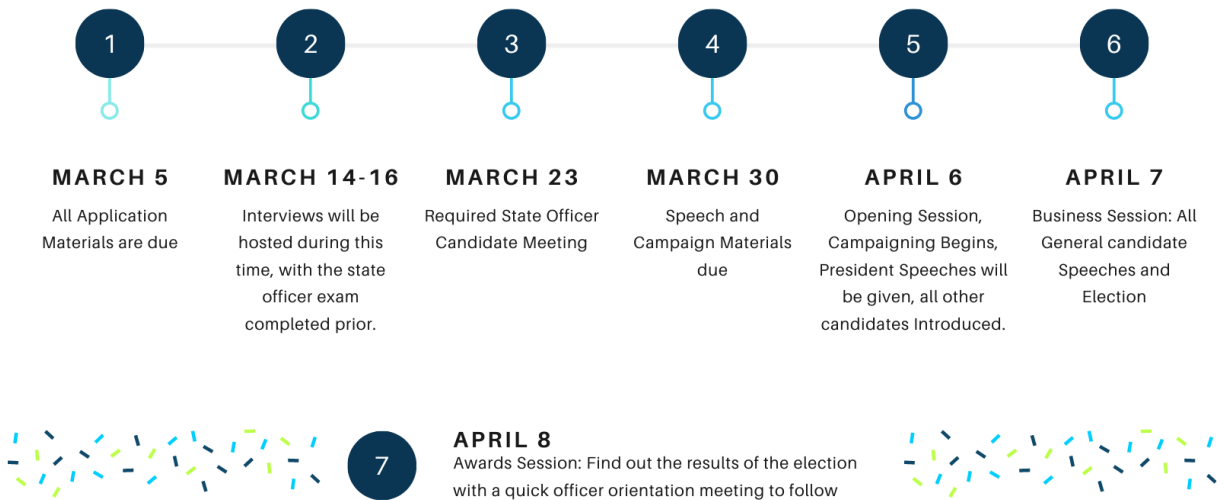 1
2
3
4
5
6
MARCH 5
All Application
Materials are due
MARCH 14-16
Interviews will be
hosted during this
time, with the state
officer exam
completed prior.
MARCH 23
Required State Officer
Candidate Meeting
MARCH 30
Speech and
Campaign Materials
due
APRIL 6
Opening Session,
Campaigning Begins,
President Speeches will
be given, all other
candidates Introduced.
APRIL 7
Business Session: All
General candidate
Speeches and
Election
7
APRIL 8
Awards Session: Find out the results of the election
with a quick officer orientation meeting to follow